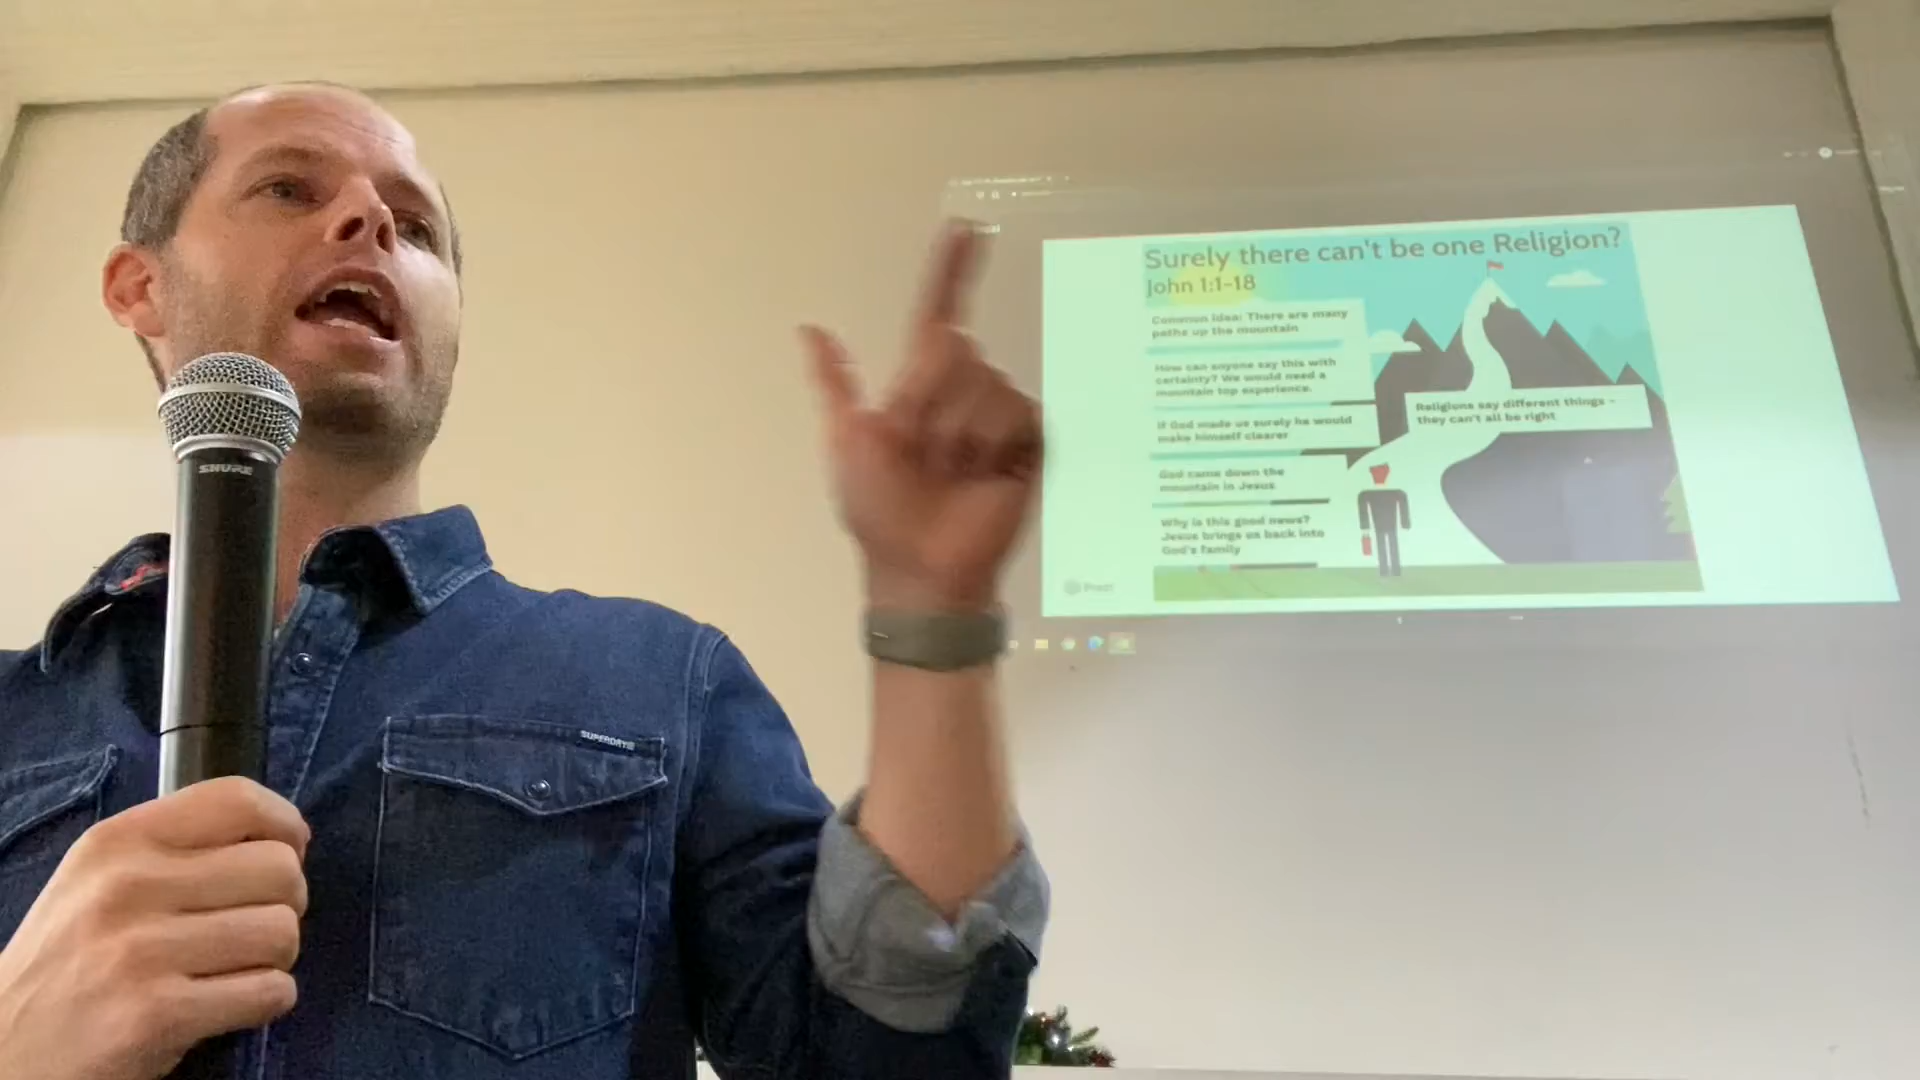 Surely there can't be one Religion?
John 1:1-18
Common idea: There are many
paths up the mountain
How can anyone say this with
certainty? We would need a
mountain top experience.
If God made us surely he would
make himself clearer
God came down the
mountain in Jesus
Why is this good news?
Jesus brings us back into
God's family
Religions say different things -
they can't all be right
Prezi
SHURE
SUPERDRY®